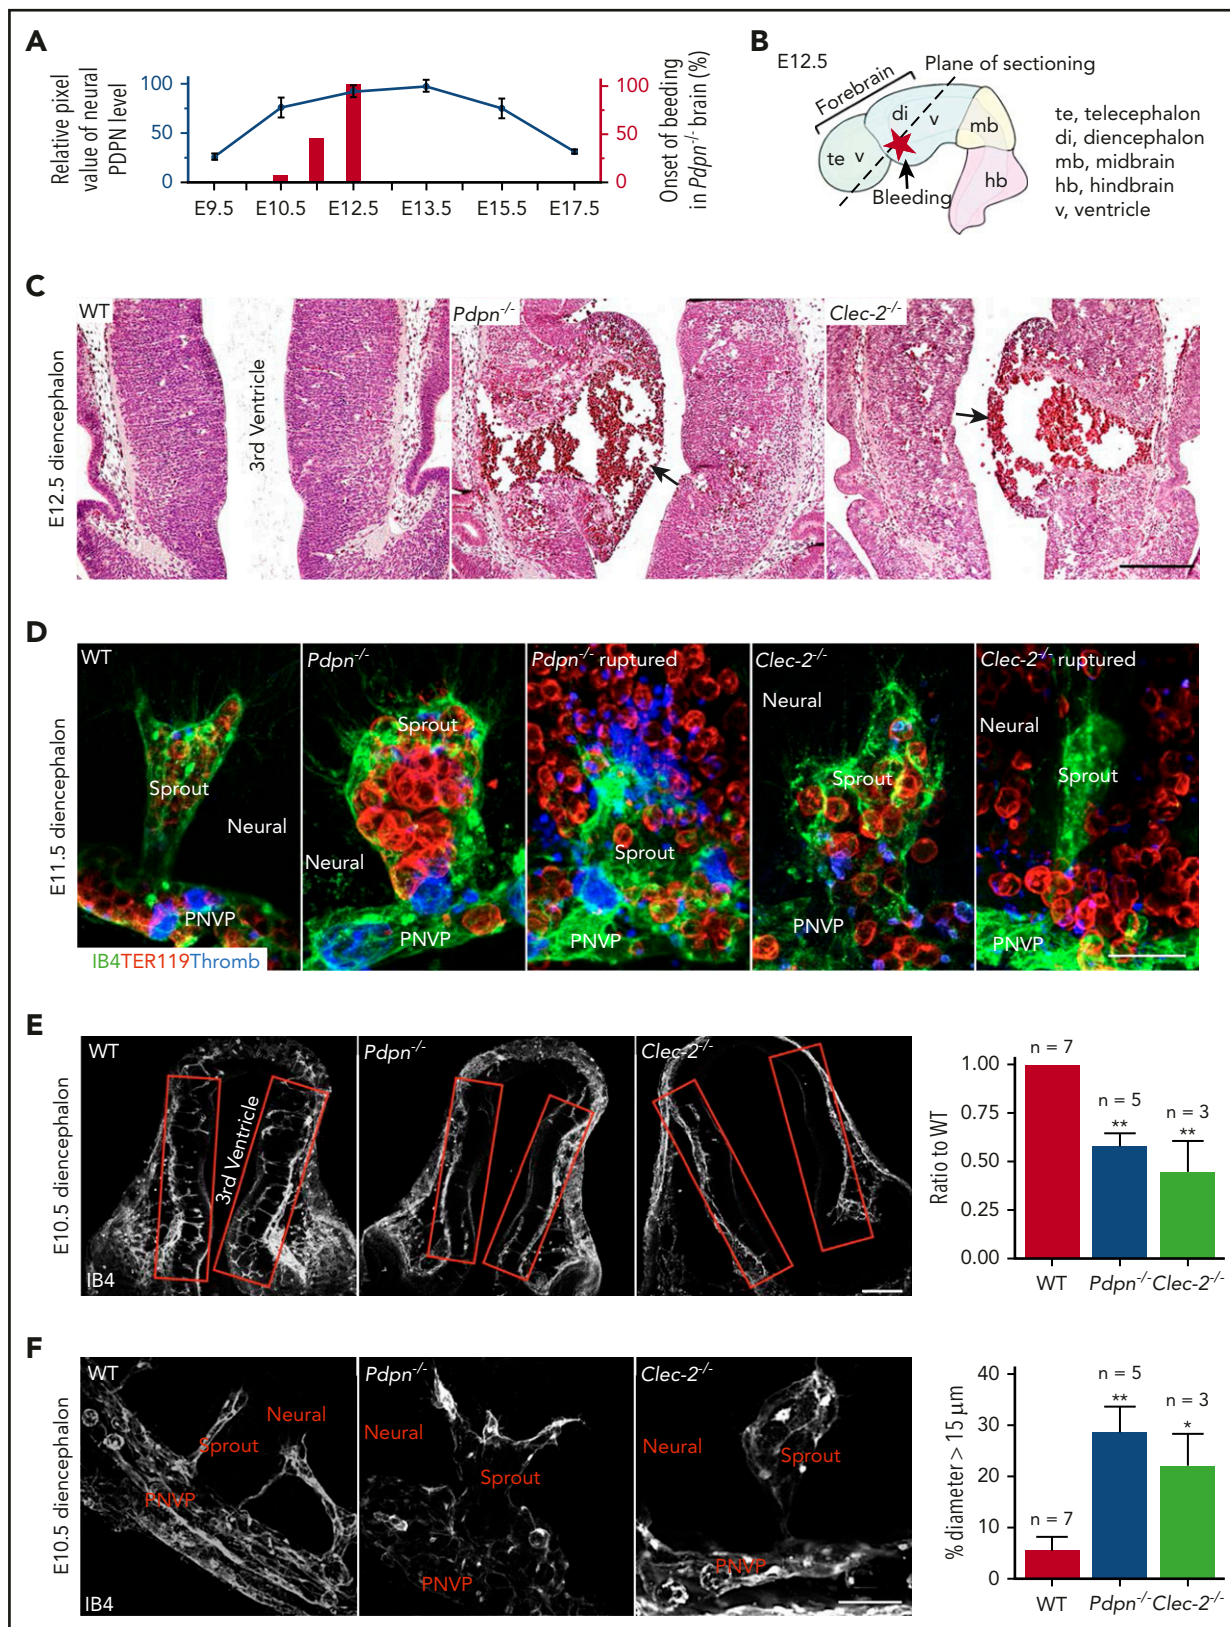 A
Relative pixel
value of neural
PDPN level
100
50
0
E9.5 E10.5 E12.5 E13.5 E15.5 E17.5
100
50
0
Onset of beeding
in Pdpn-/- brain (%)
B
E12.5
Plane of sectioning
Forebrain
di
v
mb
te v
hb
Bleeding
te, telecephalon
di, diencephalon
mb, midbrain
hb, hindbrain
v, ventricle
C
E12.5 diencephalon
WT
3rd Ventricle
Pdpn-/-
Clec-2-/-
D
E11.5 diencephalon
WT
Sprout
Neural
PNVP
IB4TER119Thromb
Pdpn-/-
Sprout
Neural
PNVP
Pdpn-/- ruptured
Sprout
PNVP
Clec-2-/-
Neural
Sprout
PNVP
Clec-2-/- ruptured
Neural
Sprout
PNVP
E
E10.5 diencephalon
WT
3rd Ventricle
IB4
Pdpn-/-
Clec-2-/-
Ratio to WT
1.00
0.75
0.50
0.25
0.00
n = 7
n = 5
**
n = 3
**
WT Pdpn-/- Clec-2-/-
F
E10.5 diencephalon
WT
Neural
Sprout
PNVP
IB4
Pdpn-/-
Neural
Sprout
PNVP
Clec-2-/-
Neural
Sprout
PNVP
% diameter > 15 μm
40
30
20
10
0
n = 7
n = 5
**
n = 3
*
WT Pdpn-/- Clec-2-/-